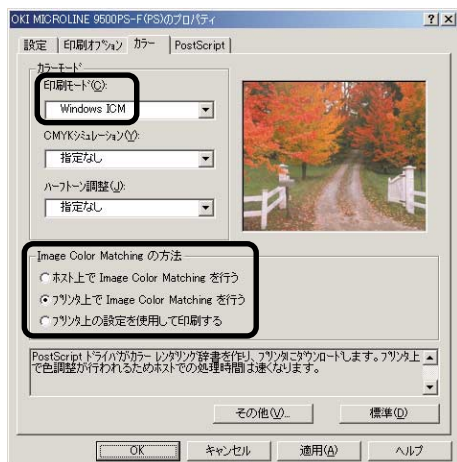 OKI MICROLINE 9500PS-F(PS)のプロパティ
設定 印刷オプション カラー PostScript
カラーモード
印刷モード(C):
Windows ICM
CMYKシミュレーション(Y):
指定なし
ハーフトーン調整(J):
指定なし
Image Color Matching の方法
ホスト上で Image Color Matching を行う
プリンタ上で Image Color Matching を行う
プリンタ上の設定を使用して印刷する
PostScript ドライバがカラー レンダリング辞書を作り、プリンタにダウンロードします。プリンタ上
で色調整が行われるためホストでの処理時間は速くなります。
その他(V)... 標準(D)
OK キャンセル 適用(A) ヘルプ